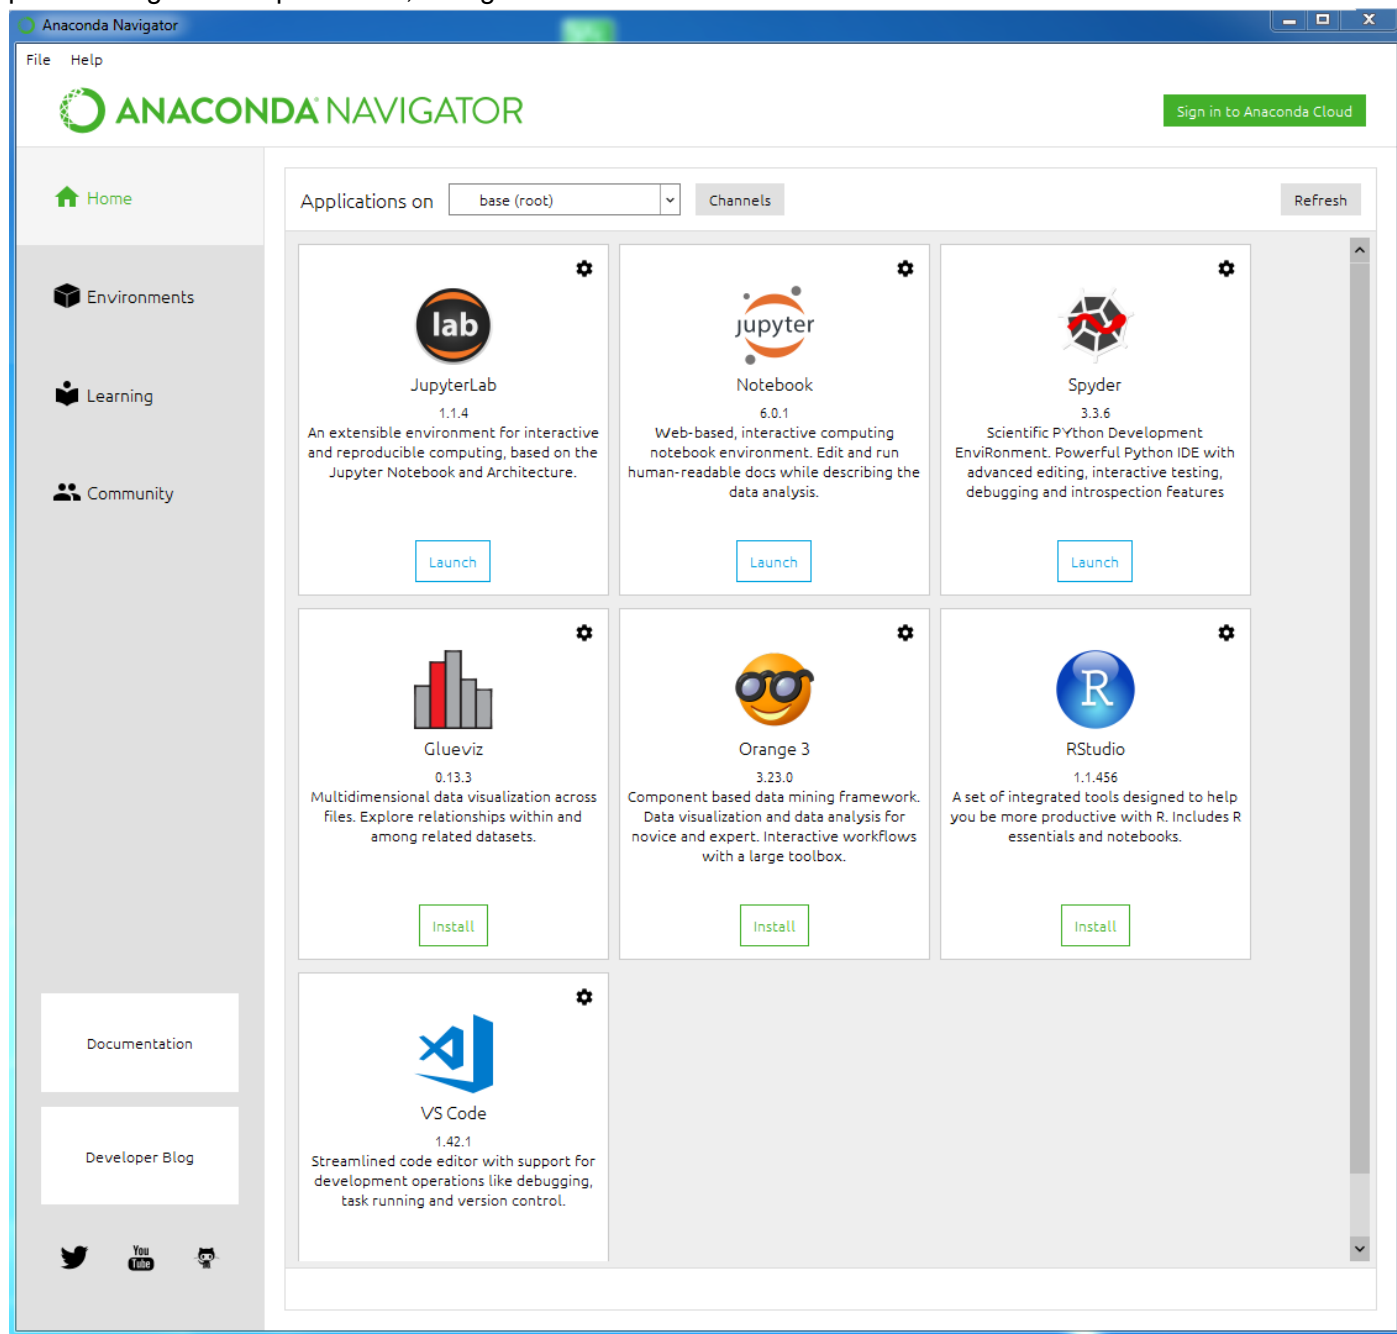 Anaconda Navigator
File Help
ANACONDA NAVIGATOR
Sign in to Anaconda Cloud
Home
Environments
Learning
Community
Documentation
Developer Blog
You
Tube
Applications on base (root) Channels Refresh
lab
JupyterLab
1.1.4
An extensible environment for interactive
and reproducible computing, based on the
Jupyter Notebook and Architecture.
Launch
jupyter
Notebook
6.0.1
Web-based, interactive computing
notebook environment. Edit and run
human-readable docs while describing the
data analysis.
Launch
Spyder
3.3.6
Scientific PYthon Development
EnviRonment. Powerful Python IDE with
advanced editing, interactive testing,
debugging and introspection features
Launch
Glueviz
0.13.3
Multidimensional data visualization across
files. Explore relationships within and
among related datasets.
Install
Orange 3
3.23.0
Component based data mining framework.
Data visualization and data analysis for
novice and expert. Interactive workflows
with a large toolbox.
Install
R
RStudio
1.1.456
A set of integrated tools designed to help
you be more productive with R. Includes R
essentials and notebooks.
Install
VS Code
1.42.1
Streamlined code editor with support for
development operations like debugging,
task running and version control.